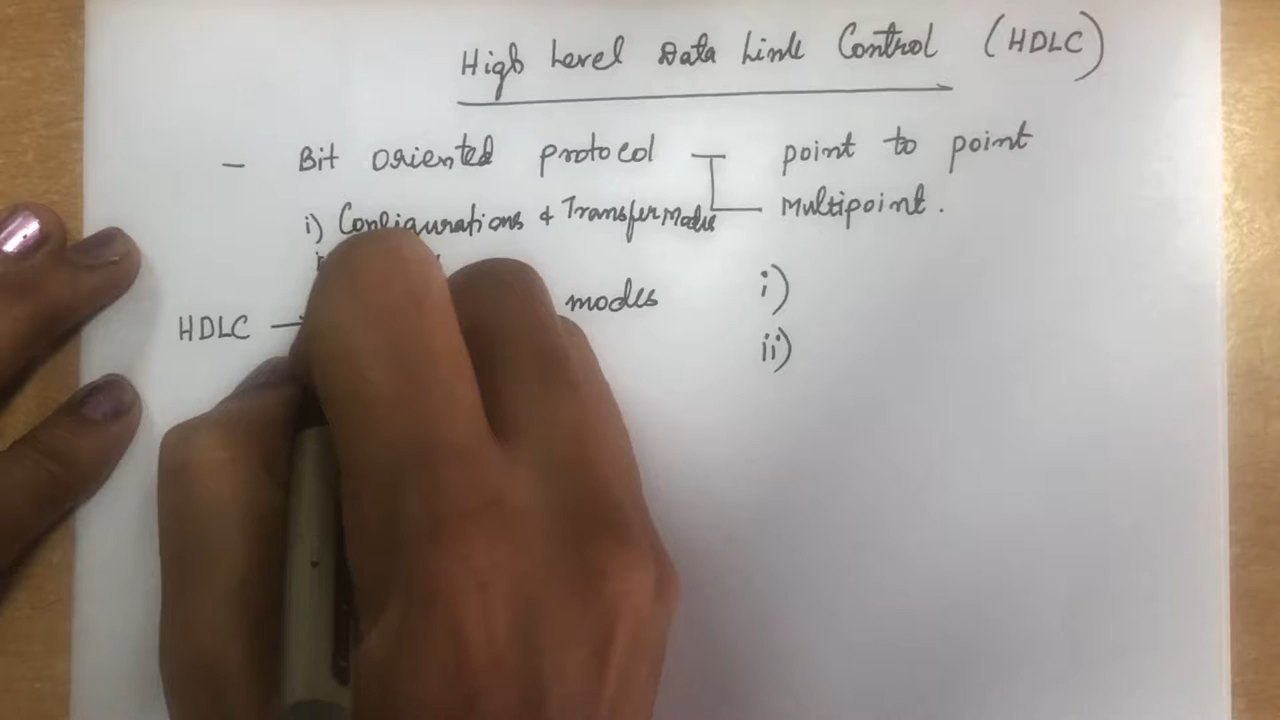 High Level Data Link Control (HDLC)
- Bit oriented protocol point to point
i) Configurations & Transfer Modes Multipoint.
modes i)
HDLC → ii)